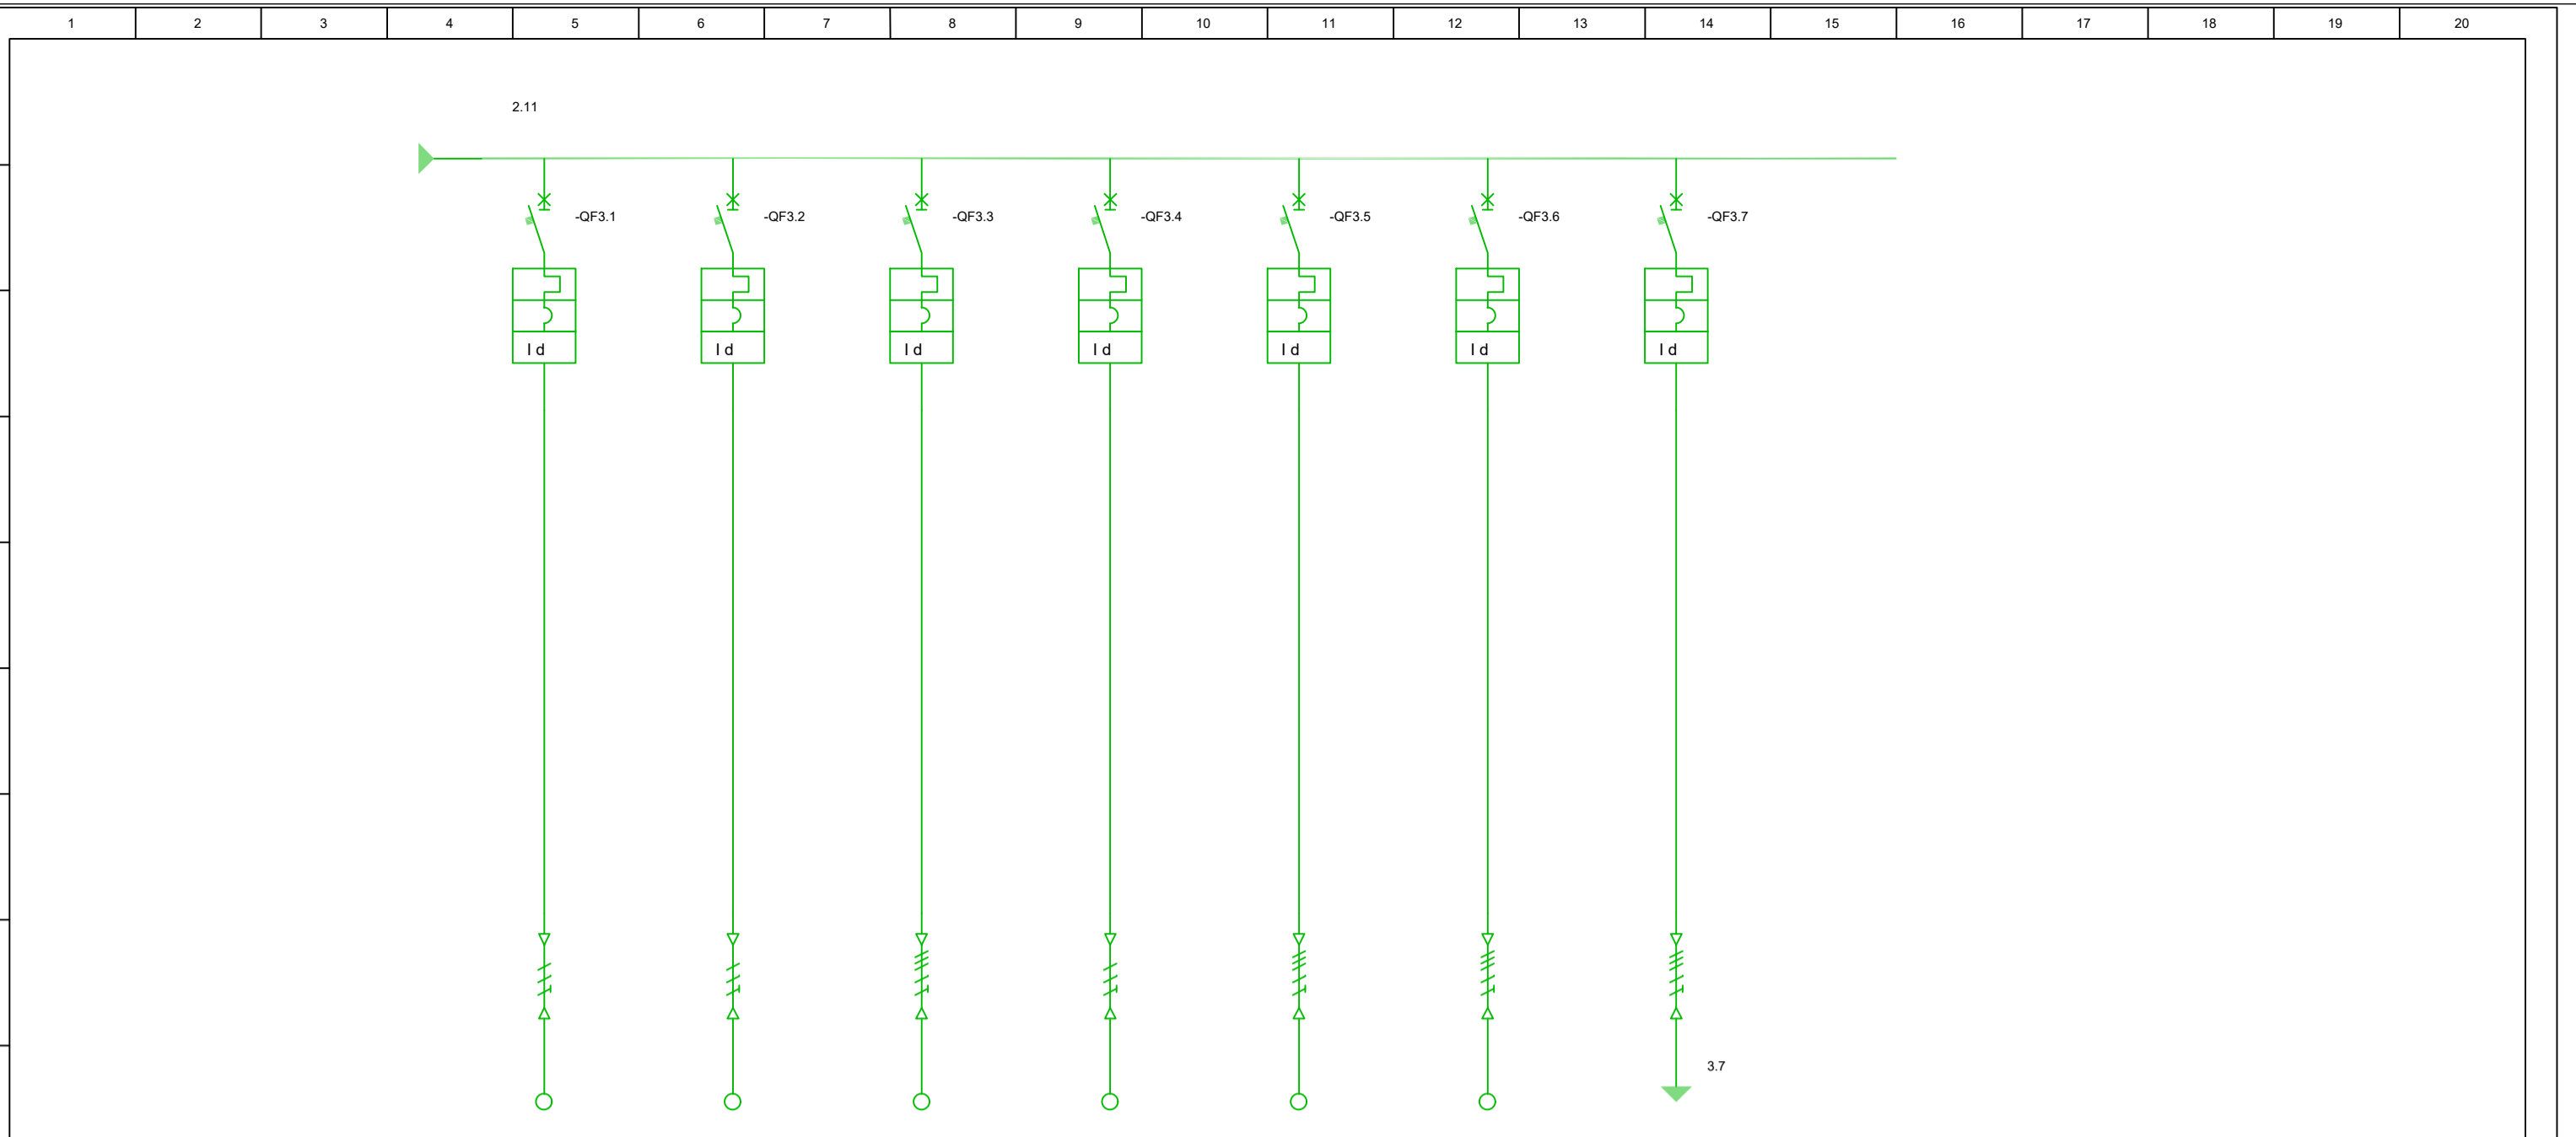 1 2 3 4 5 6 7 8 9 10 11 12 13 14 15 16 17 18 19 20
2.11
-QF3.1 -QF3.2 -QF3.3 -QF3.4 -QF3.5 -QF3.6 -QF3.7
I d I d I d I d I d I d I d
3.7